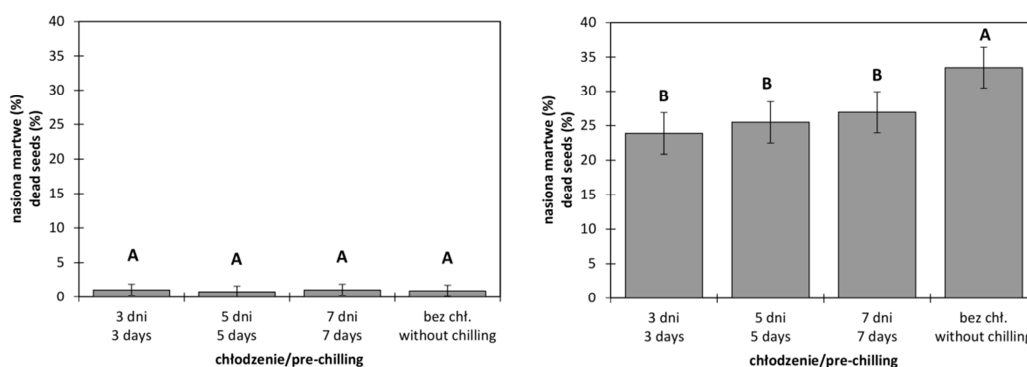 nasiona martwe (%)
dead seeds (%)
40
35
30
25
20
15
10
5
0
A
A
A
A
3 dni
3 days
5 dni
5 days
7 dni
7 days
bez chł.
without chilling
chłodzenie/pre-chilling
nasiona martwe (%)
dead seeds (%)
40
35
30
25
20
15
10
5
0
B
B
B
A
3 dni
3 days
5 dni
5 days
7 dni
7 days
bez chł.
without chilling
chłodzenie/pre-chilling